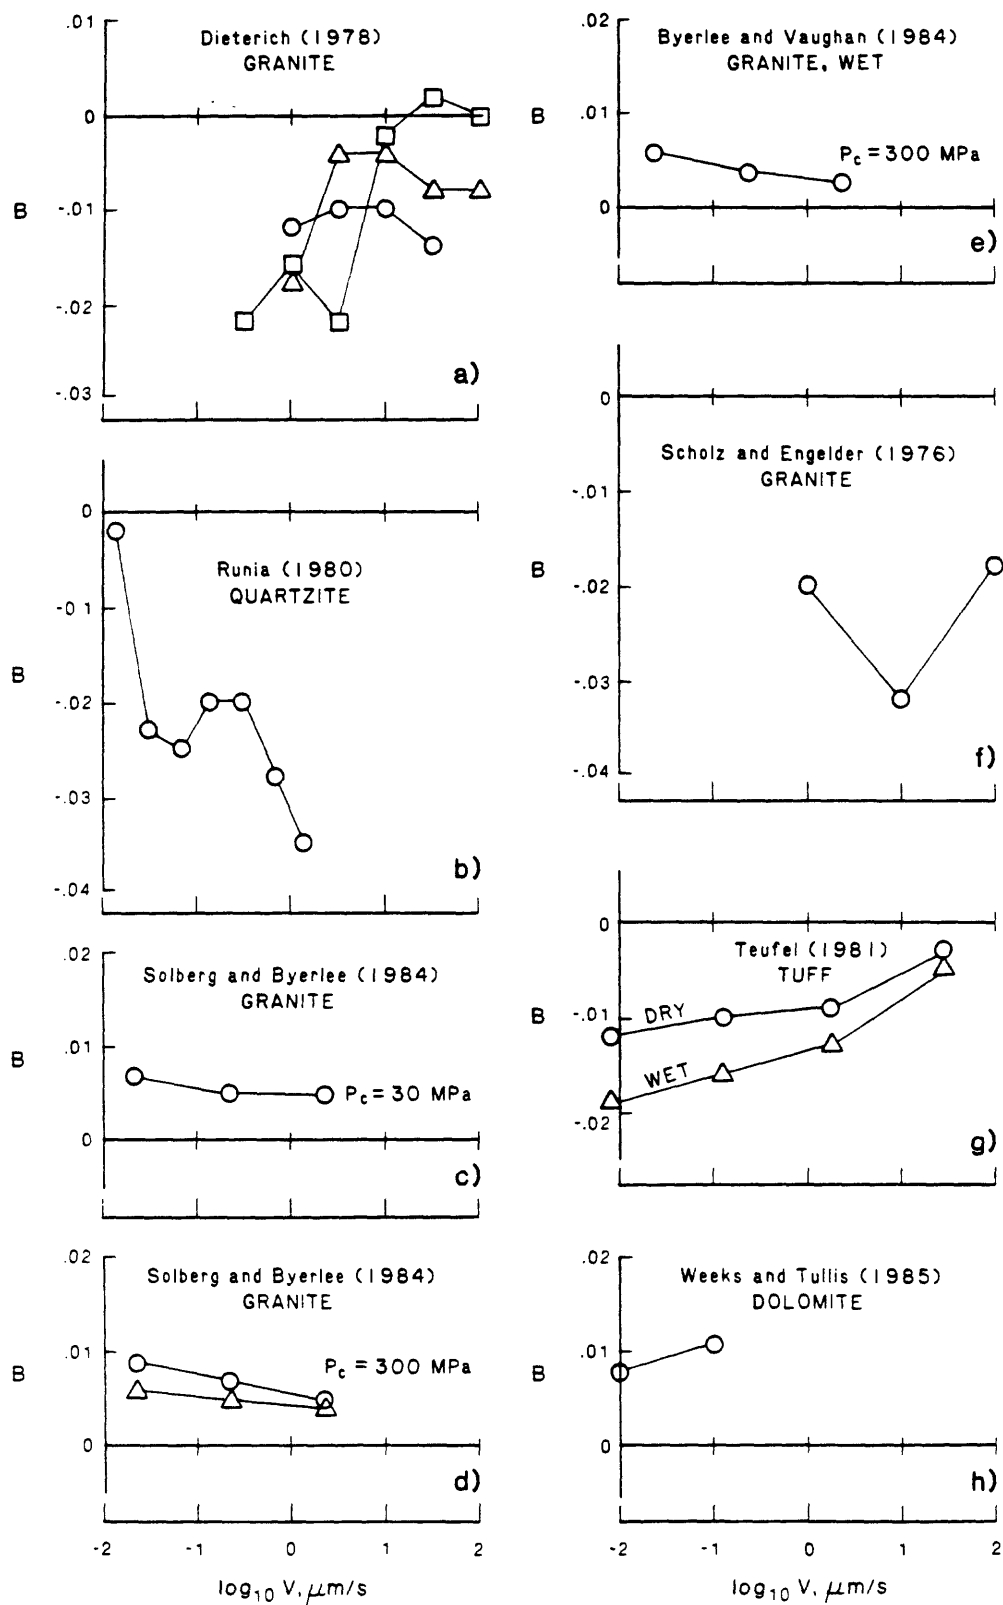 .01
Dieterich (1978)
GRANITE
0
B
-.01
-.02
-.03
a)
0
Runia (1980)
QUARTZITE
-0 1
B
-.02
-.03
-.04
b)
.02
Solberg and Byerlee (1984)
GRANITE
.01
B
Pc = 30 MPa
0
c)
.02
Solberg and Byerlee (1984)
GRANITE
.01
B
Pc = 300 MPa
0
d)
-2 -1 0 1 2
log10 V, μm/s
.02
Byerlee and Vaughan (1984)
GRANITE, WET
.01
B
Pc = 300 MPa
0
e)
0
Scholz and Engelder (1976)
GRANITE
-.01
B
-.02
-.03
-.04
f)
0
Teufel (1981)
TUFF
DRY
-.01
B
WET
-.02
g)
.02
Weeks and Tullis (1985)
DOLOMITE
.01
B
0
h)
-2 -1 0 1 2
log10 V, μm/s